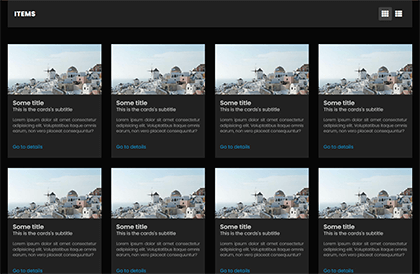 ITEMS
Some title
This is the cards's subtitle
Lorem ipsum dolor sit amet consectetur
adipisicing elit. Voluptatibus itaque omnis
earum, non vero placeat consequuntur?
Go to details
Some title
This is the cards's subtitle
Lorem ipsum dolor sit amet consectetur
adipisicing elit. Voluptatibus itaque omnis
earum, non vero placeat consequuntur?
Go to details
Some title
This is the cards's subtitle
Lorem ipsum dolor sit amet consectetur
adipisicing elit. Voluptatibus itaque omnis
earum, non vero placeat consequuntur?
Go to details
Some title
This is the cards's subtitle
Lorem ipsum dolor sit amet consectetur
adipisicing elit. Voluptatibus itaque omnis
earum, non vero placeat consequuntur?
Go to details
Some title
This is the cards's subtitle
Lorem ipsum dolor sit amet consectetur
adipisicing elit. Voluptatibus itaque omnis
earum, non vero placeat consequuntur?
Go to details
Some title
This is the cards's subtitle
Lorem ipsum dolor sit amet consectetur
adipisicing elit. Voluptatibus itaque omnis
earum, non vero placeat consequuntur?
Go to details
Some title
This is the cards's subtitle
Lorem ipsum dolor sit amet consectetur
adipisicing elit. Voluptatibus itaque omnis
earum, non vero placeat consequuntur?
Go to details
Some title
This is the cards's subtitle
Lorem ipsum dolor sit amet consectetur
adipisicing elit. Voluptatibus itaque omnis
earum, non vero placeat consequuntur?
Go to details